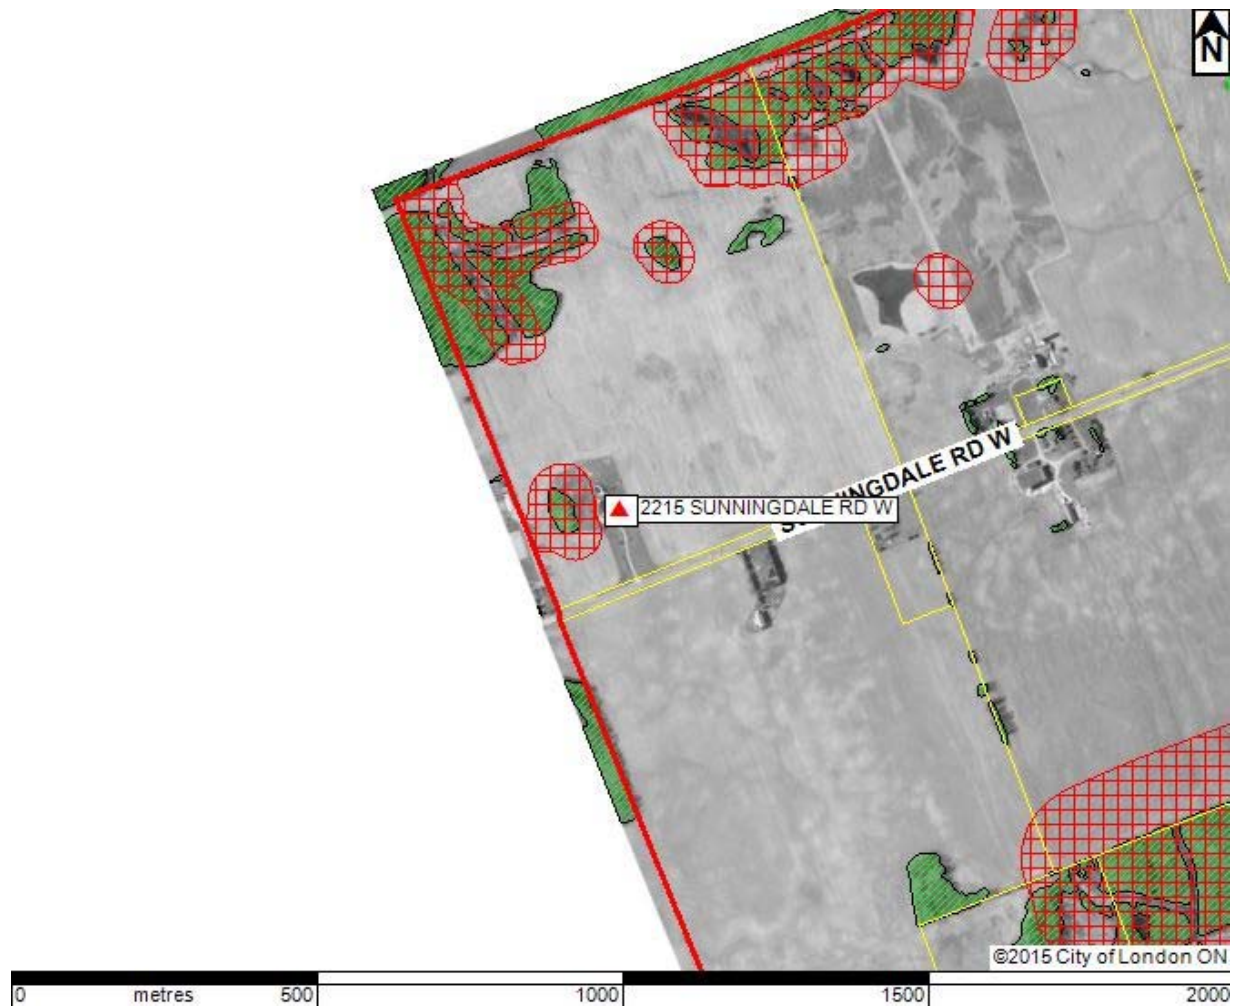 N
SUNNINGDALE RD W
2215 SUNNINGDALE RD W
©2015 City of London ON
0 metres 500 1000 1500 2000